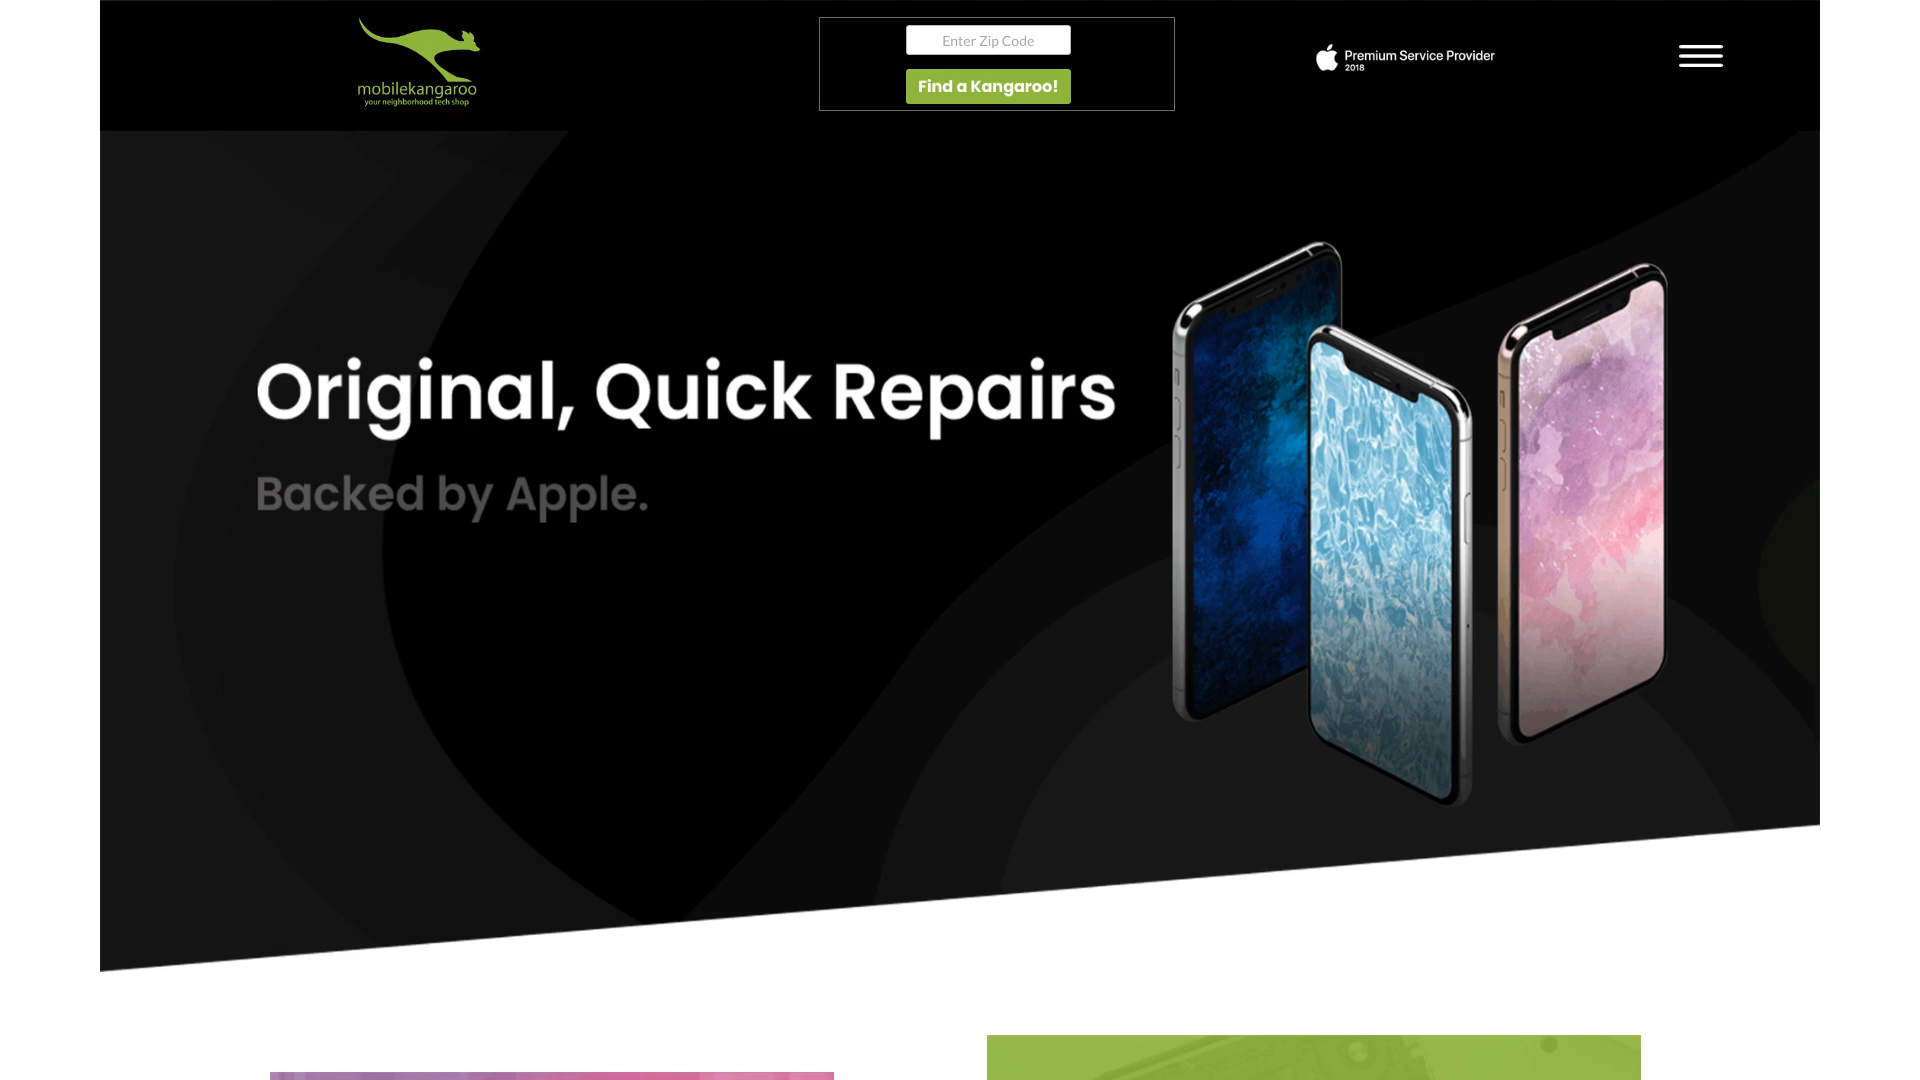 mobilekangaroo
your neighborhood tech shop
Enter Zip Code
Find a Kangaroo!
Premium Service Provider
2018
Original, Quick Repairs
Backed by Apple.